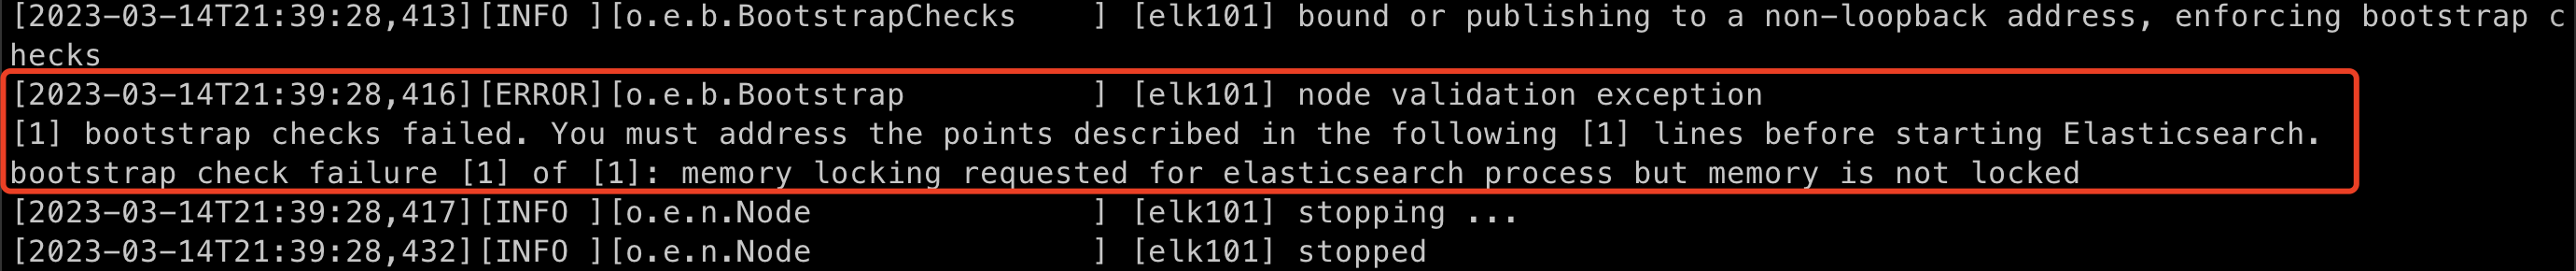 [2023-03-14T21:39:28,413][INFO ][o.e.b.BootstrapChecks    ] [elk101] bound or publishing to a non-loopback address, enforcing bootstrap c
hecks
[2023-03-14T21:39:28,416][ERROR][o.e.b.Bootstrap          ] [elk101] node validation exception
[1] bootstrap checks failed. You must address the points described in the following [1] lines before starting Elasticsearch.
bootstrap check failure [1] of [1]: memory locking requested for elasticsearch process but memory is not locked
[2023-03-14T21:39:28,417][INFO ][o.e.n.Node               ] [elk101] stopping ...
[2023-03-14T21:39:28,432][INFO ][o.e.n.Node               ] [elk101] stopped